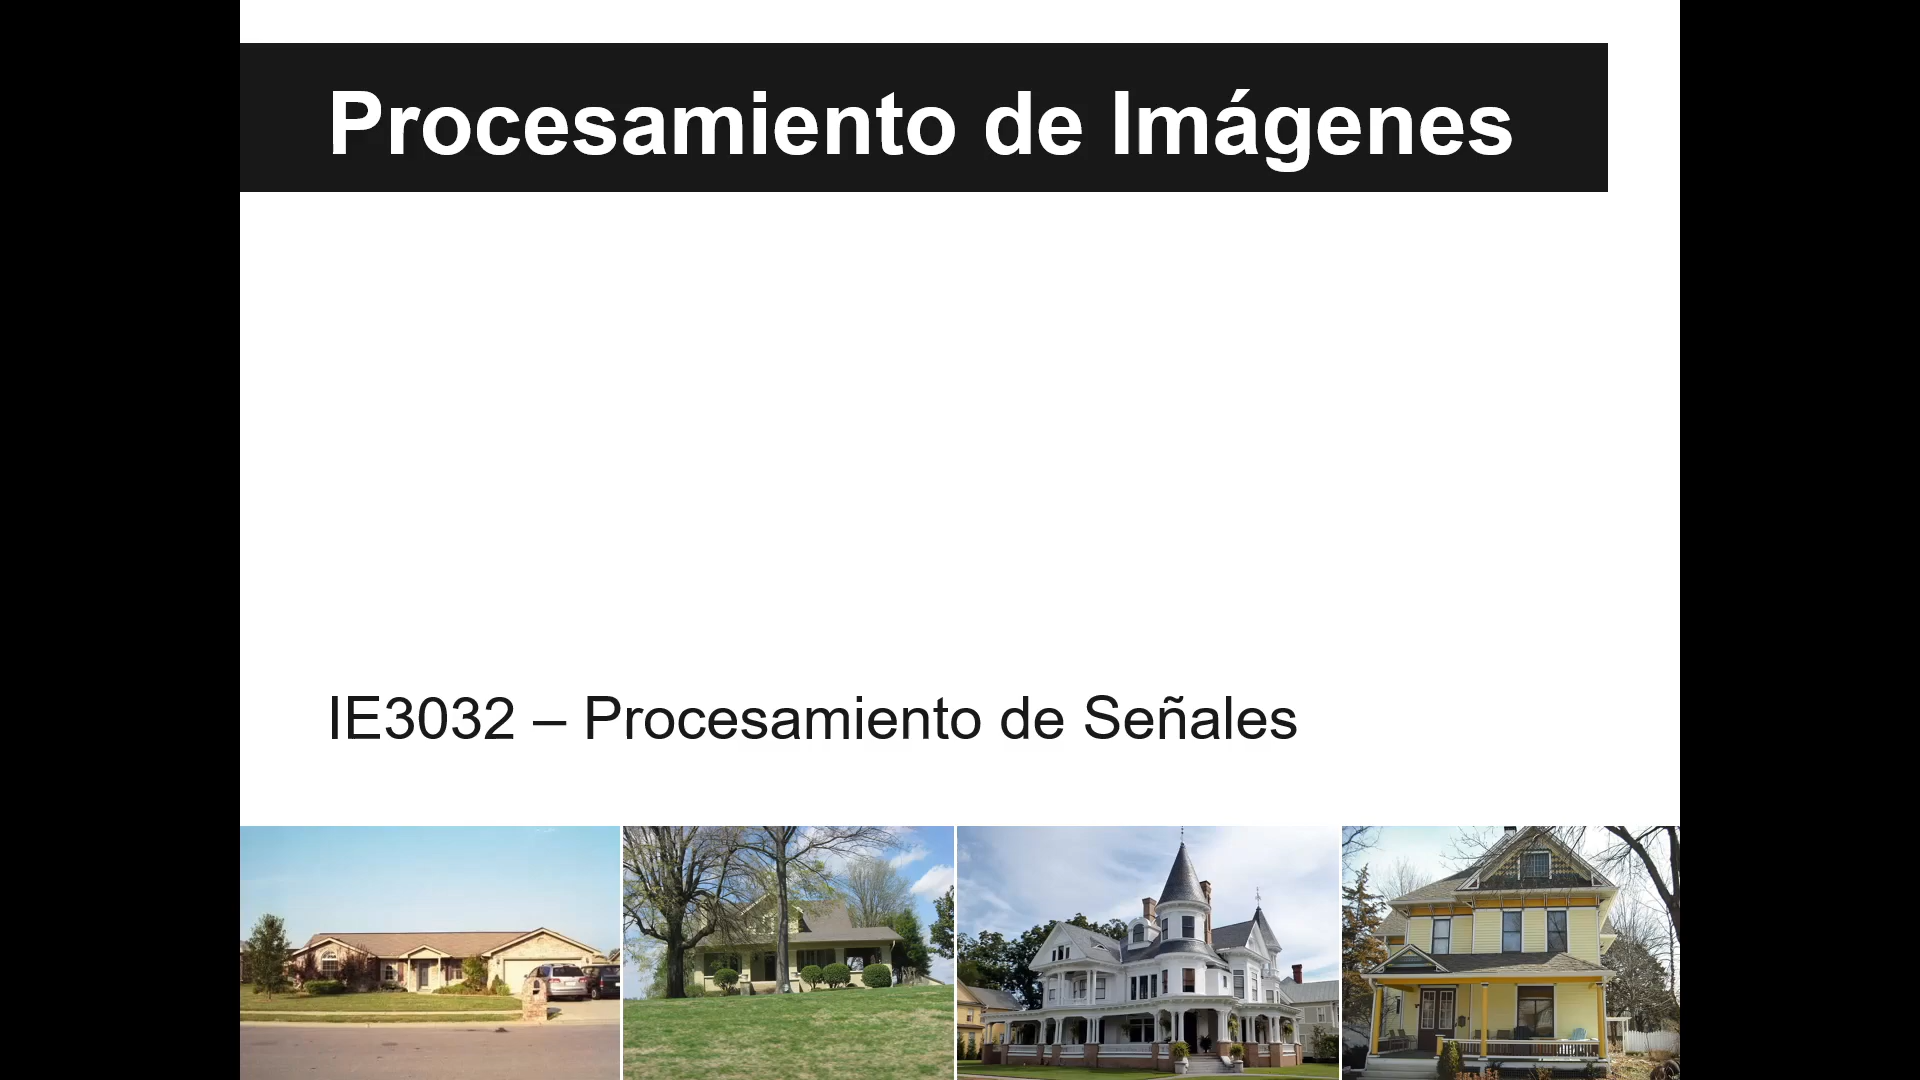 Procesamiento de Imágenes
IE3032 – Procesamiento de Señales